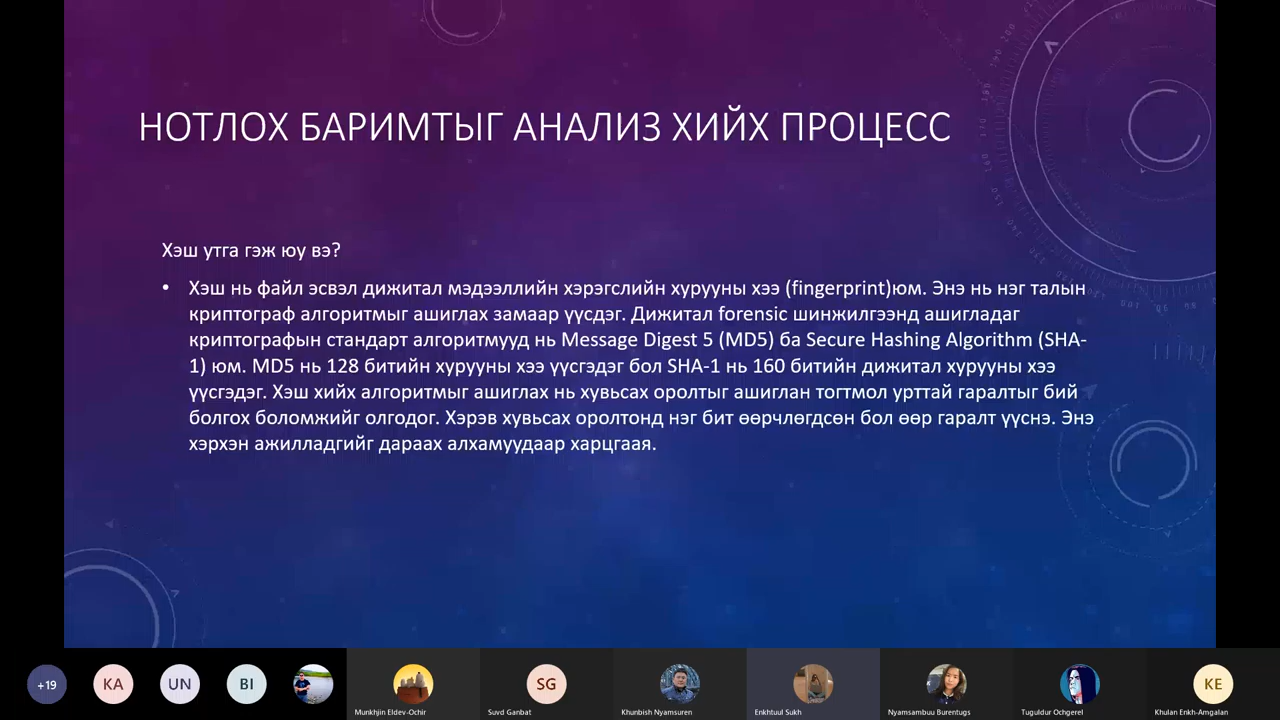 НОТЛОХ БАРИМТЫГ АНАЛИЗ ХИЙХ ПРОЦЕСС
Хэш утга гэж юу вэ?
• Хэш нь файл эсвэл дижитал мэдээллийн хэрэгслийн хурууны хээ (fingerprint)юм. Энэ нь нэг талын
криптограф алгоритмыг ашиглах замаар үүсдэг. Дижитал forensic шинжилгээнд ашигладаг
криптографын стандарт алгоритмууд нь Message Digest 5 (MD5) ба Secure Hashing Algorithm (SHA-
1) юм. MD5 нь 128 битийн хурууны хээ үүсгэдэг бол SHA-1 нь 160 битийн дижитал хурууны хээ
үүсгэдэг. Хэш хийх алгоритмыг ашиглах нь хувьсах оролтыг ашиглан тогтмол урттай гаралтыг бий
болгох боломжийг олгодог. Хэрэв хувьсах оролтонд нэг бит өөрчлөгдсөн бол өөр гаралт үүснэ. Энэ
хэрхэн ажилладгийг дараах алхамуудаар харцгаая.
+19 KA UN BI SG KE
Munkhjin Eldev-Ochir Suvd Ganbat Khunbish Nyamsuren Enkhtuul Sukh Nyamsambuu Burentugs Tuguldur Ochgerel Khulan Enkh-Amgalan